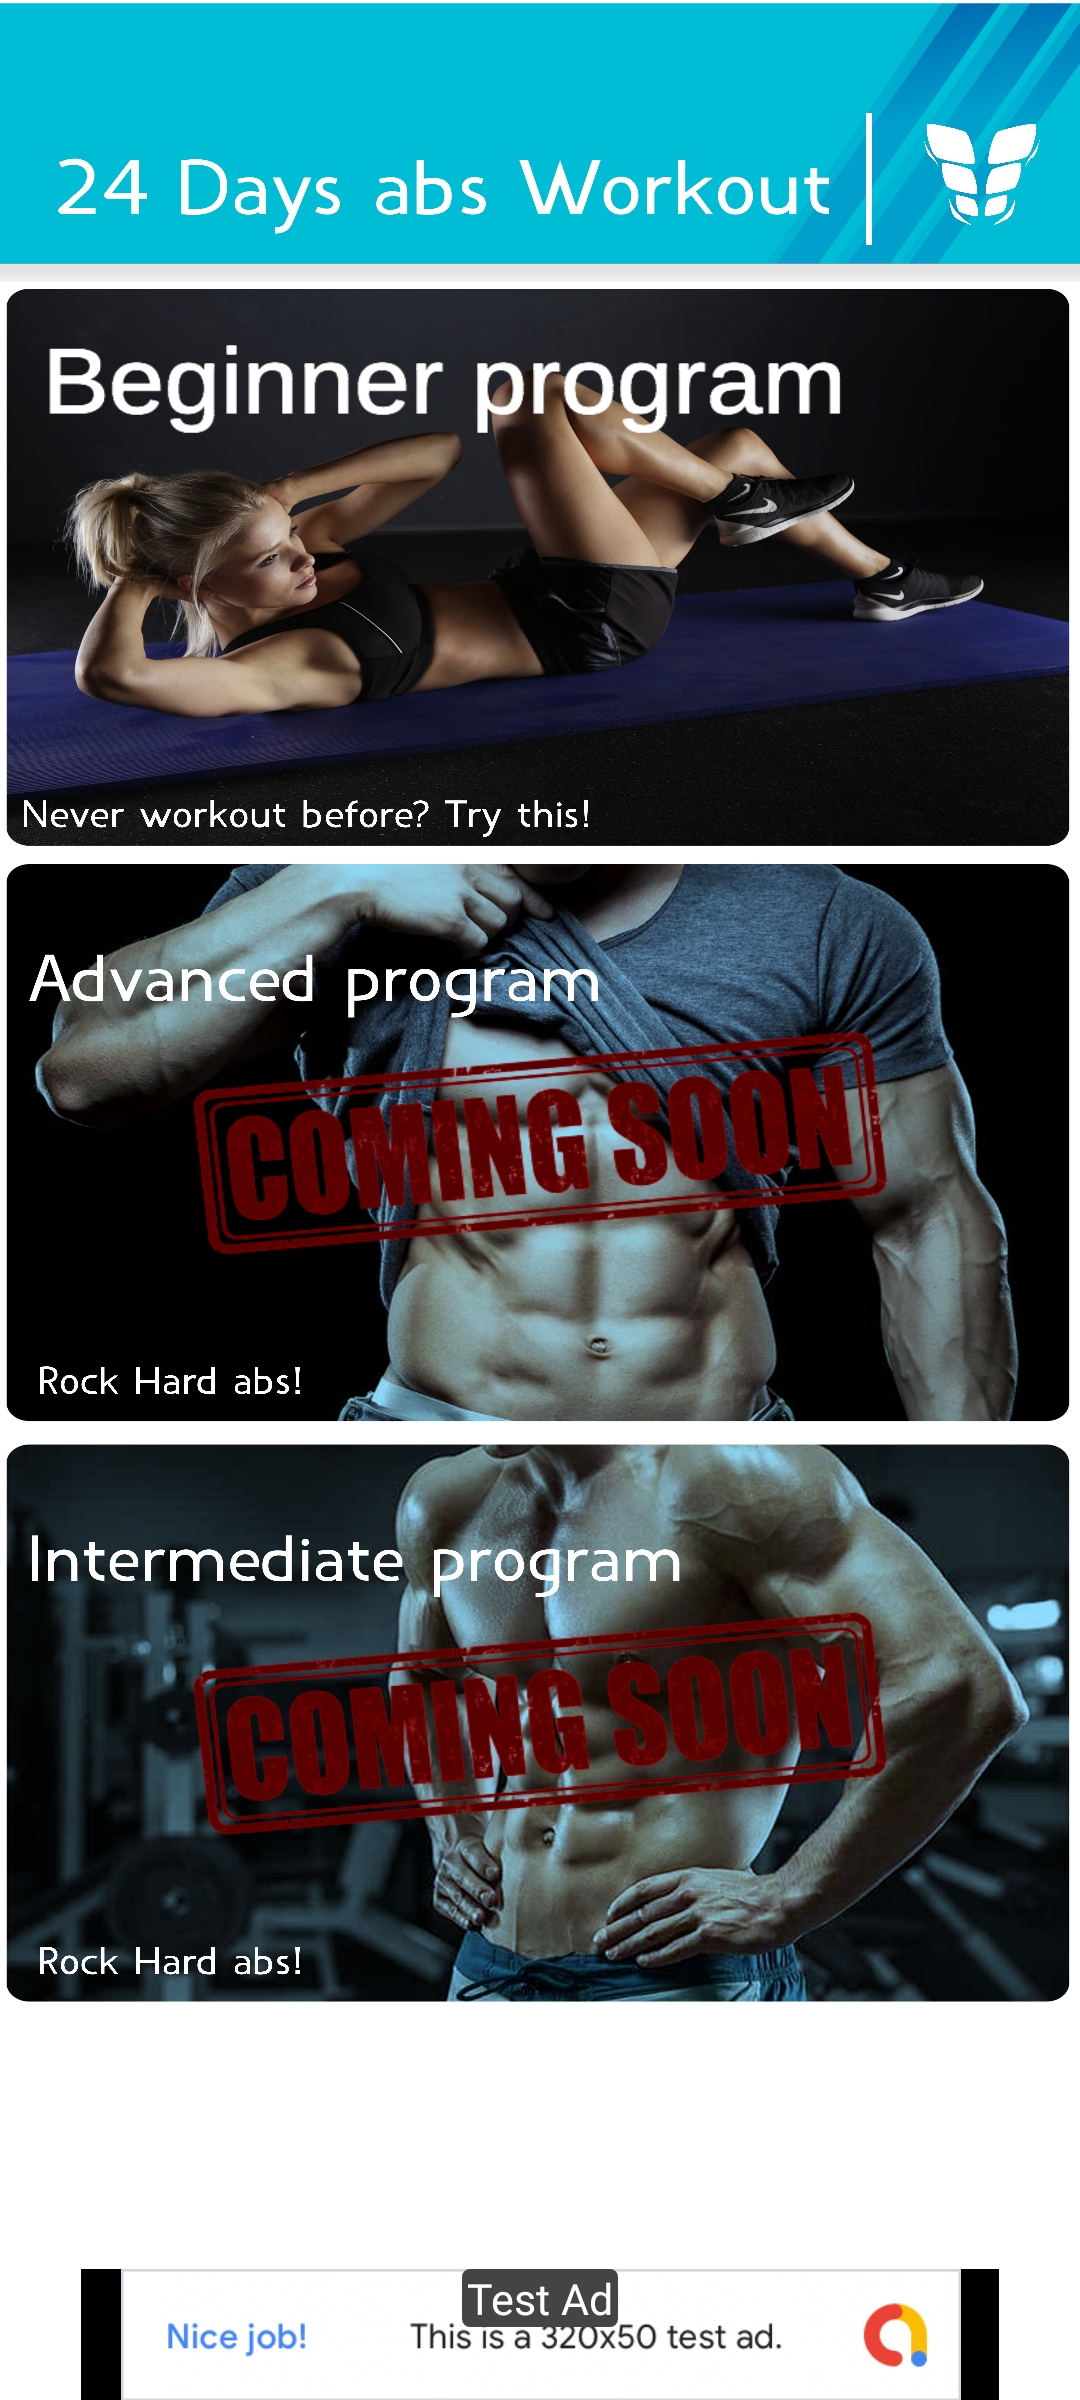 24 Days abs Workout
Beginner program
Never workout before? Try this!
Advanced program
COMING SOON
Rock Hard abs!
Intermediate program
COMING SOON
Rock Hard abs!
Test Ad
Nice job!
This is a 320x50 test ad.